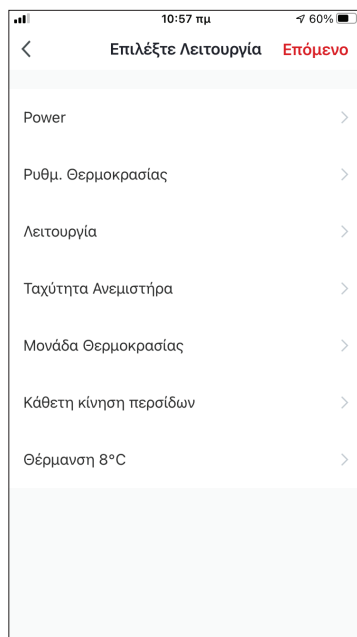 10:57 πμ
60%
Επιλέξτε Λειτουργία
Επόμενο
Power
Ρυθμ. Θερμοκρασίας
Λειτουργία
Ταχύτητα Ανεμιστήρα
Μονάδα Θερμοκρασίας
Κάθετη κίνηση περσίδων
Θέρμανση 8°C